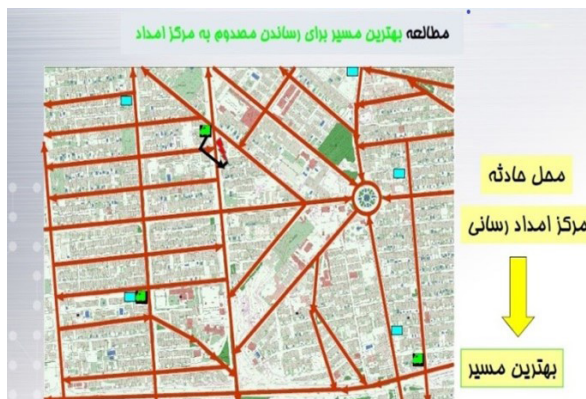 مطالعه بهترین مسیر برای رساندن مصدوم به مرکز امداد
محل حادثه
مرکز امداد رسانی
بهترین مسیر